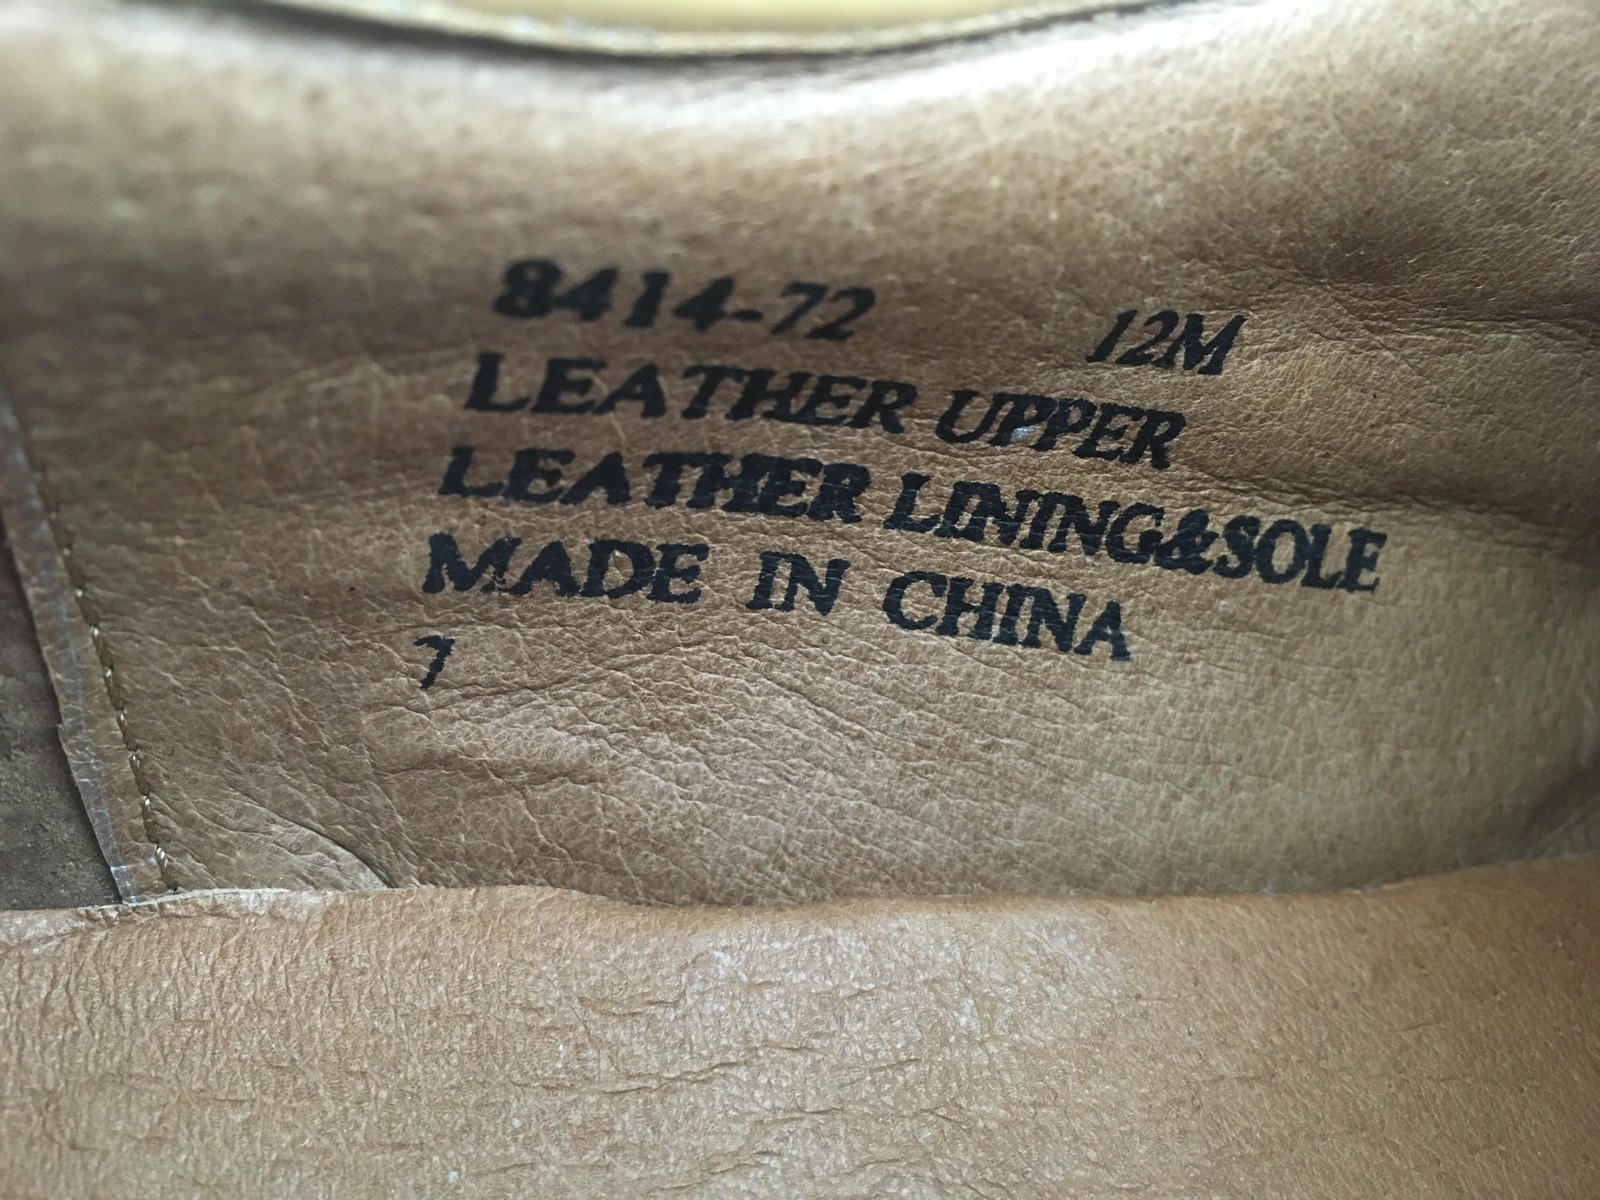 8414-72 12M
LEATHER UPPER
LEATHER LINING&SOLE
MADE IN CHINA
7